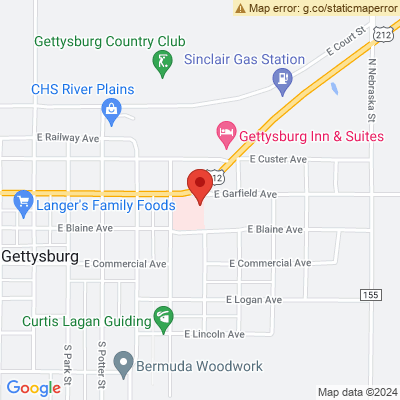 Map error: g.co/staticmaperror
Gettysburg Country Club
E Court St
212
Sinclair Gas Station
CHS River Plains
N Nebraska St
E Railway Ave
Gettysburg Inn & Suites
E Custer Ave
212
E Garfield Ave
Langer's Family Foods
E Blaine Ave
E Blaine Ave
Gettysburg
E Commercial Ave
E Commercial Ave
E Logan Ave
155
Curtis Lagan Guiding
E Lincoln Ave
S Park St
S Potter St
Bermuda Woodwork
Google
Map data ©2024